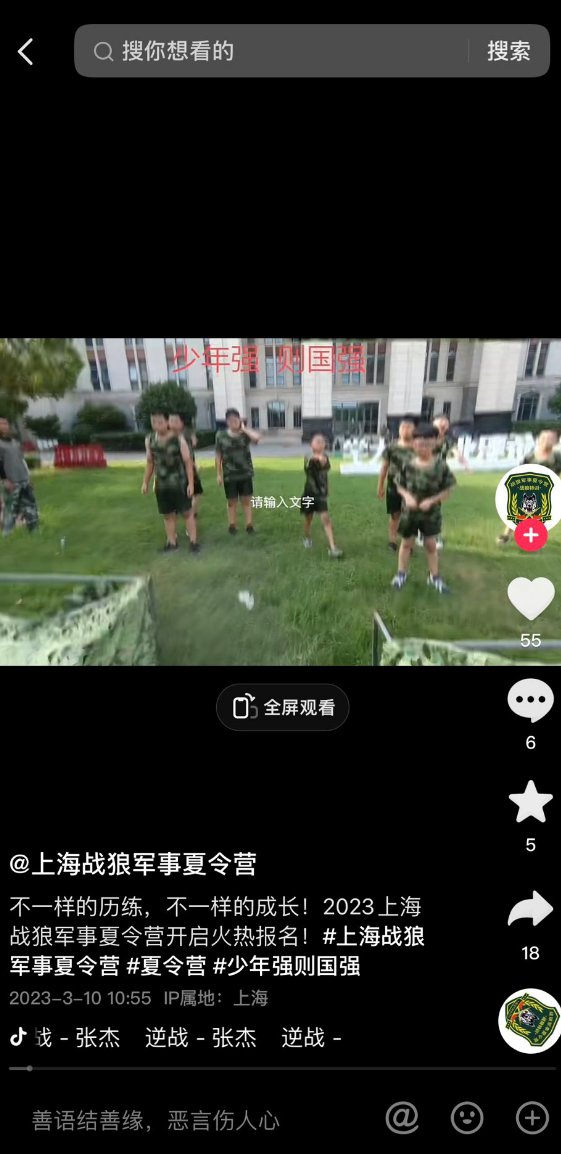 搜你想看的
搜索
少年强 则国强
请输入文字
55
全屏观看
6
5
18
@上海战狼军事夏令营
不一样的历练，不一样的成长！2023上海
战狼军事夏令营开启火热报名！#上海战狼
军事夏令营 #夏令营 #少年强则国强
2023-3-10 10:55 IP属地：上海
战 - 张杰 逆战 - 张杰 逆战 -
善语结善缘，恶言伤人心